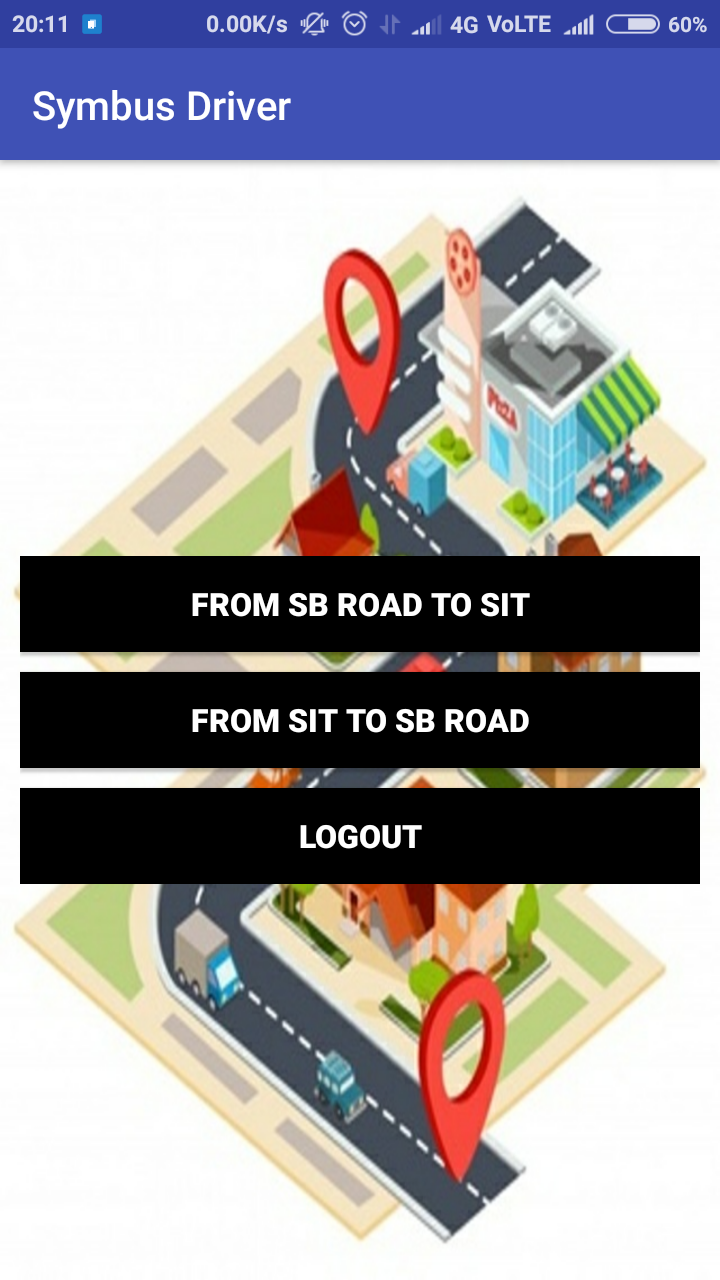 20:11 0.00K/s 4G VoLTE 60%
Symbus Driver
PIZZA
FROM SB ROAD TO SIT
FROM SIT TO SB ROAD
LOGOUT